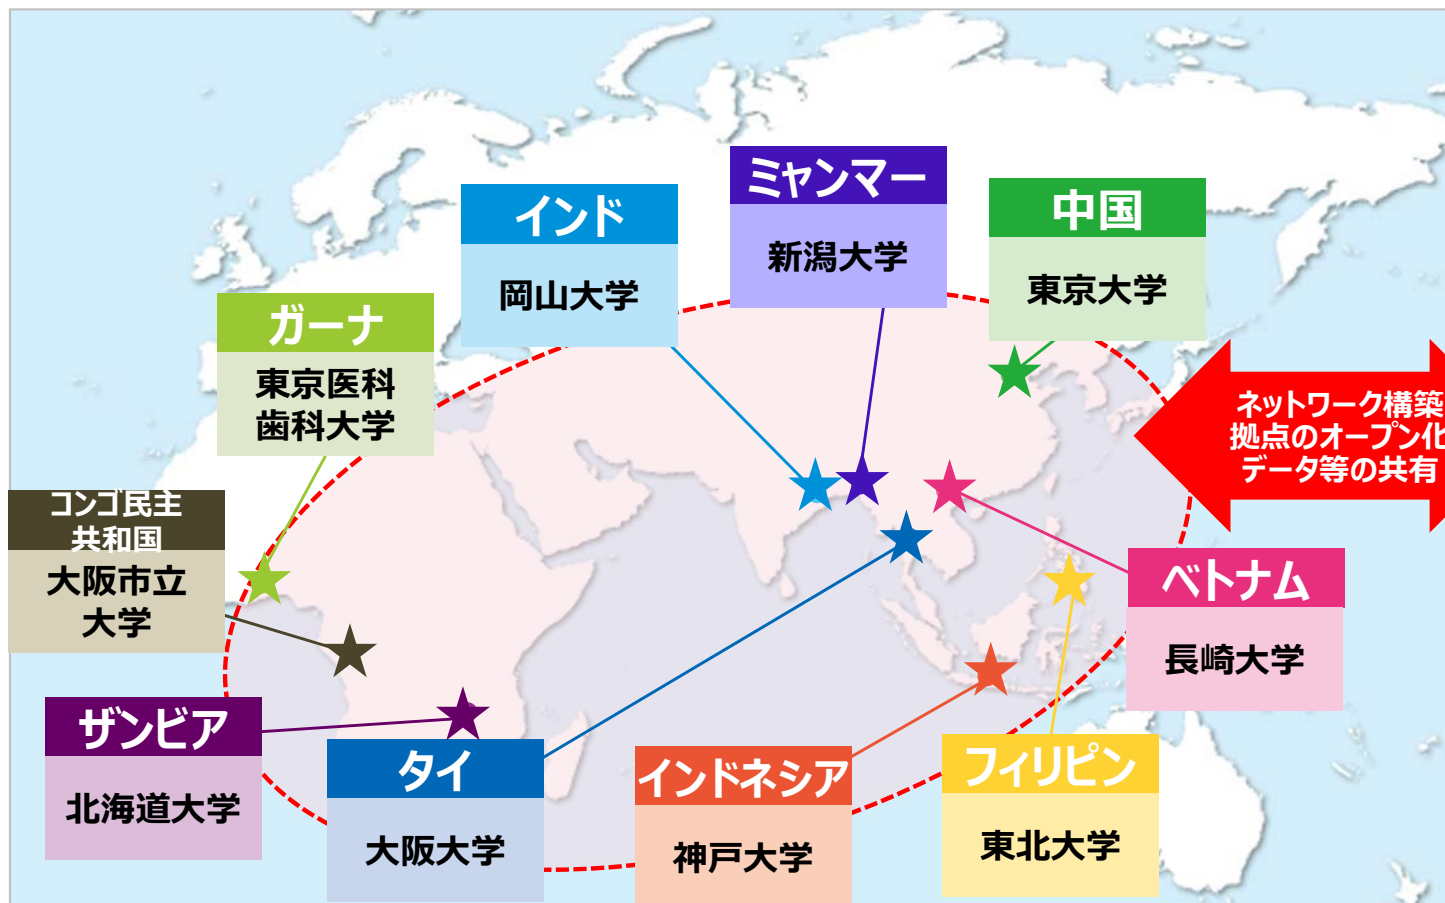 ミャンマー
新潟大学
中国
東京大学
インド
岡山大学
ガーナ
東京医科
歯科大学
ネットワーク構築
拠点のオープン化
データ等の共有
コンゴ民主
共和国
大阪市立
大学
ベトナム
長崎大学
ザンビア
北海道大学
タイ
大阪大学
インドネシア
神戸大学
フィリピン
東北大学